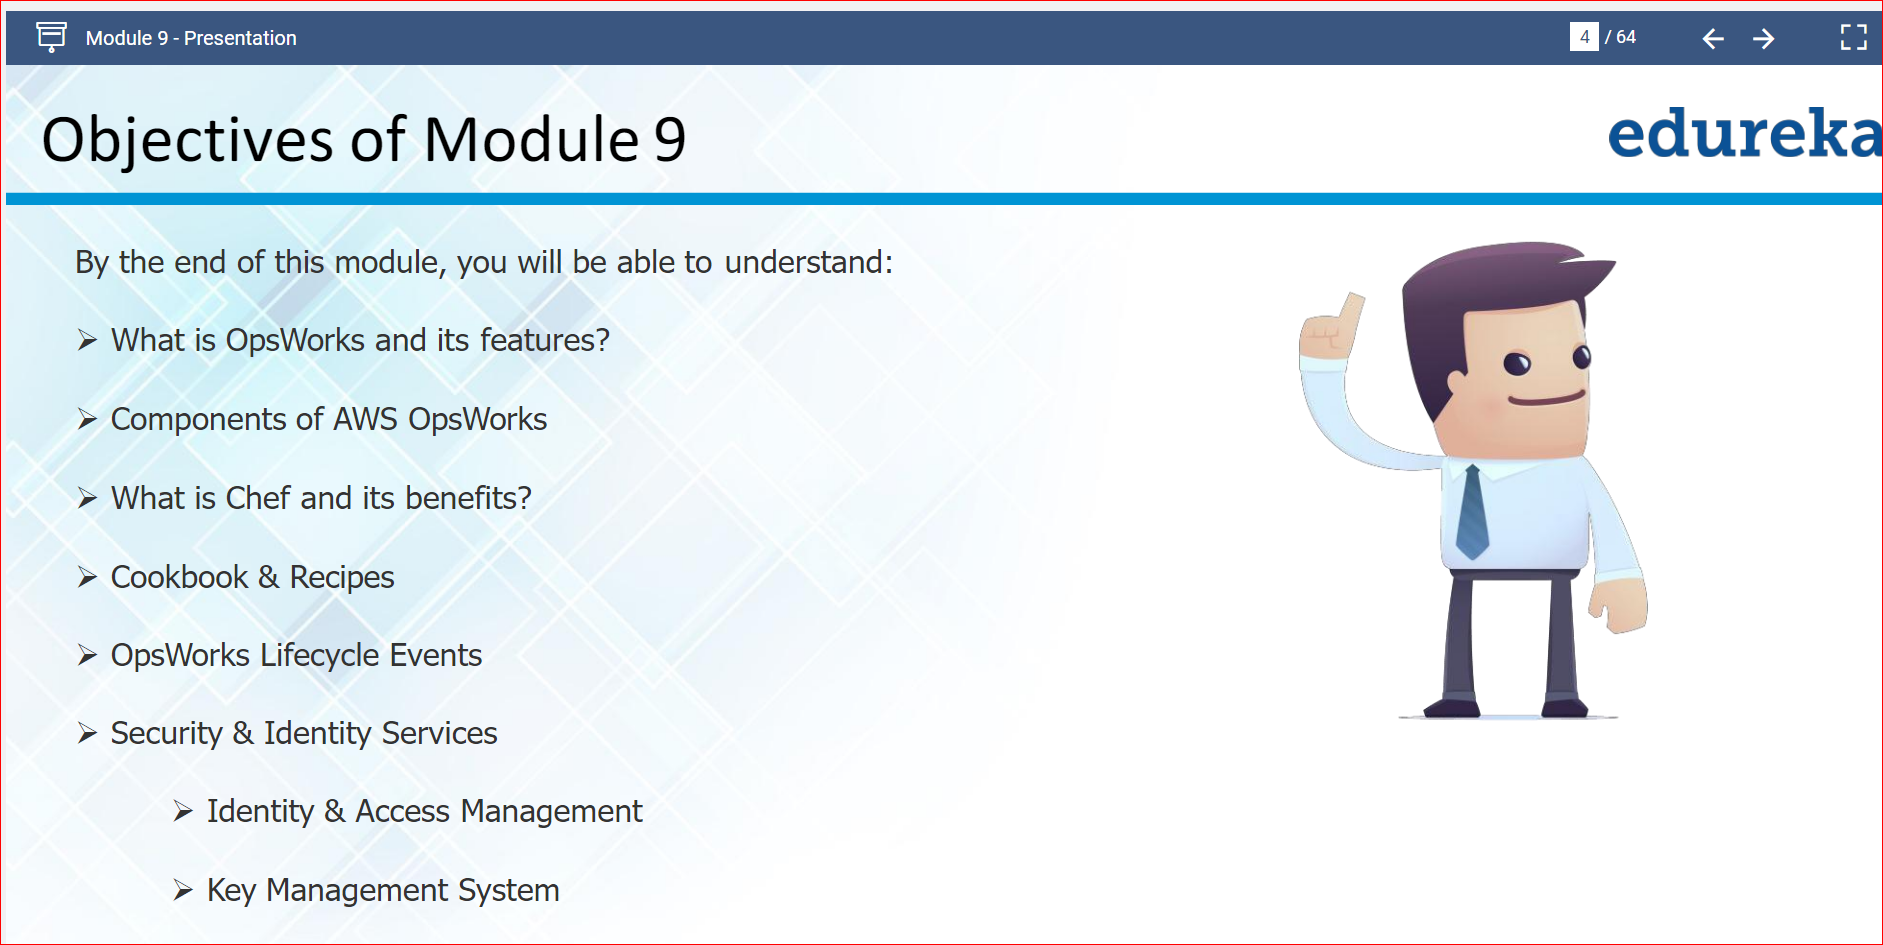 Module 9 - Presentation
4 / 64
Objectives of Module 9
edureka
By the end of this module, you will be able to understand:
What is OpsWorks and its features?
Components of AWS OpsWorks
What is Chef and its benefits?
Cookbook & Recipes
OpsWorks Lifecycle Events
Security & Identity Services
Identity & Access Management
Key Management System